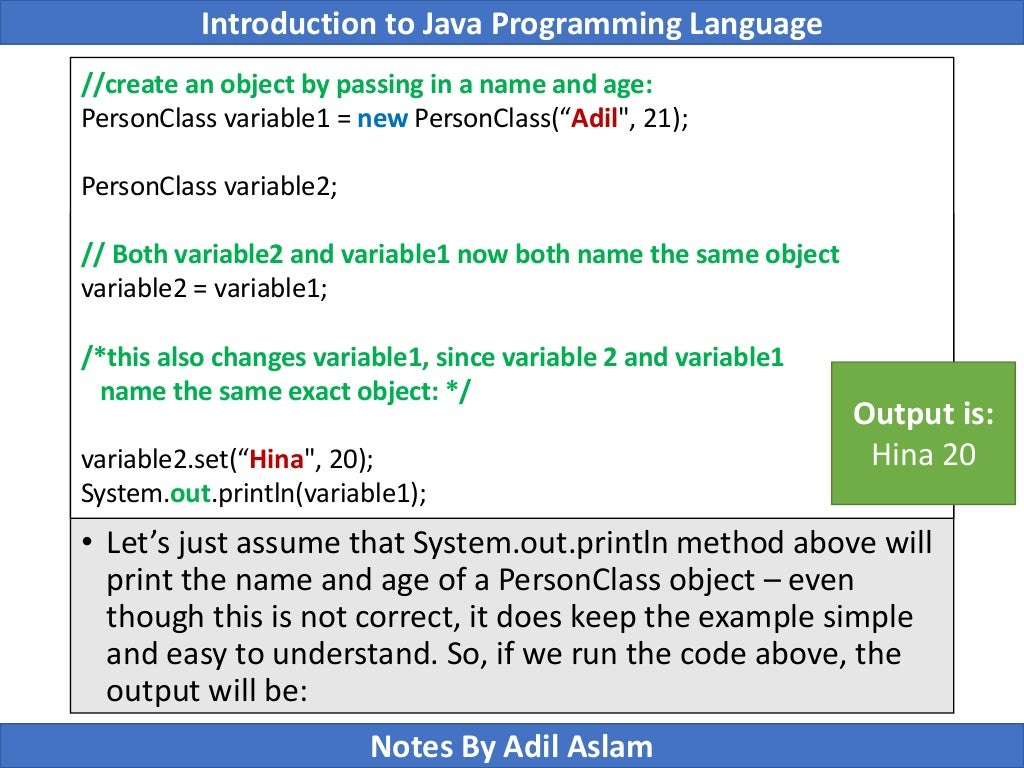 Introduction to Java Programming Language
//create an object by passing in a name and age:
PersonClass variable1 = new PersonClass(“Adil", 21);
PersonClass variable2;
// Both variable2 and variable1 now both name the same object
variable2 = variable1;
/*this also changes variable1, since variable 2 and variable1
name the same exact object: */
variable2.set(“Hina", 20);
System.out.println(variable1);
Output is:
Hina 20
• Let’s just assume that System.out.println method above will
print the name and age of a PersonClass object – even
though this is not correct, it does keep the example simple
and easy to understand. So, if we run the code above, the
output will be:
Notes By Adil Aslam